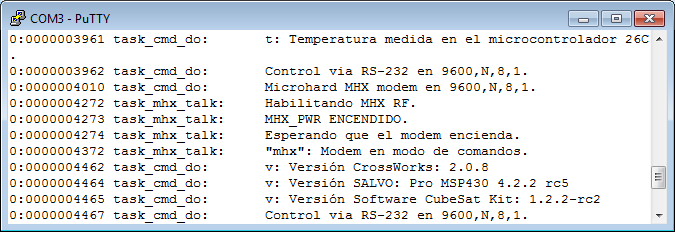 COM3 - PuTTY
0:0000003961 task_cmd_do:       t: Temperatura medida en el microcontrolador 26C
.
0:0000003962 task_cmd_do:       Control via RS-232 en 9600,N,8,1.
0:0000004010 task_cmd_do:       Microhard MHX modem en 9600,N,8,1.
0:0000004272 task_mhx_talk:     Habilitando MHX RF.
0:0000004273 task_mhx_talk:     MHX_PWR ENCENDIDO.
0:0000004274 task_mhx_talk:     Esperando que el modem encienda.
0:0000004372 task_mhx_talk:     "mhx": Modem en modo de comandos.
0:0000004462 task_cmd_do:       v: Versión CrossWorks: 2.0.8
0:0000004464 task_cmd_do:       v: Versión SALVO: Pro MSP430 4.2.2 rc5
0:0000004465 task_cmd_do:       v: Versión Software CubeSat Kit: 1.2.2-rc2
0:0000004467 task_cmd_do:       Control via RS-232 en 9600,N,8,1.